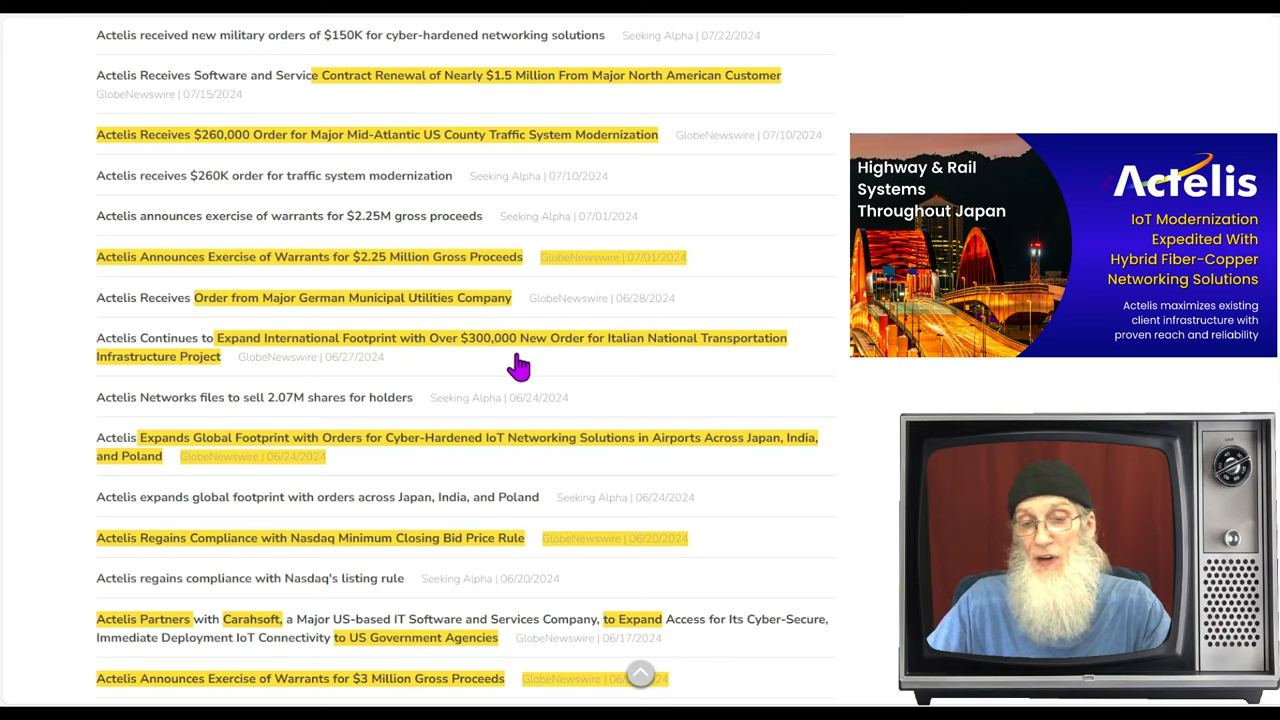 Actelis received new military orders of $150K for cyber-hardened networking solutions Seeking Alpha | 07/22/2024
Actelis Receives Software and Service Contract Renewal of Nearly $1.5 Million From Major North American Customer
GlobeNewswire | 07/15/2024
Actelis Receives $260,000 Order for Major Mid-Atlantic US County Traffic System Modernization GlobeNewswire | 07/10/2024
Actelis receives $260K order for traffic system modernization Seeking Alpha | 07/10/2024
Actelis announces exercise of warrants for $2.25M gross proceeds Seeking Alpha | 07/01/2024
Actelis Announces Exercise of Warrants for $2.25 Million Gross Proceeds GlobeNewswire | 07/01/2024
Actelis Receives Order from Major German Municipal Utilities Company GlobeNewswire | 06/28/2024
Actelis Continues to Expand International Footprint with Over $300,000 New Order for Italian National Transportation
Infrastructure Project GlobeNewswire | 06/27/2024
Actelis Networks files to sell 2.07M shares for holders Seeking Alpha | 06/24/2024
Actelis Expands Global Footprint with Orders for Cyber-Hardened IoT Networking Solutions in Airports Across Japan, India,
and Poland GlobeNewswire | 06/24/2024
Actelis expands global footprint with orders across Japan, India, and Poland Seeking Alpha | 06/24/2024
Actelis Regains Compliance with Nasdaq Minimum Closing Bid Price Rule GlobeNewswire | 06/20/2024
Actelis regains compliance with Nasdaq's listing rule Seeking Alpha | 06/20/2024
Actelis Partners with Carahsoft, a Major US-based IT Software and Services Company, to Expand Access for Its Cyber-Secure,
Immediate Deployment IoT Connectivity to US Government Agencies GlobeNewswire | 06/17/2024
Actelis Announces Exercise of Warrants for $3 Million Gross Proceeds GlobeNewswire
Highway & Rail
Systems
Throughout Japan
Actelis
IoT Modernization
Expedited With
Hybrid Fiber-Copper
Networking Solutions
Actelis maximizes existing
client infrastructure with
proven reach and reliability